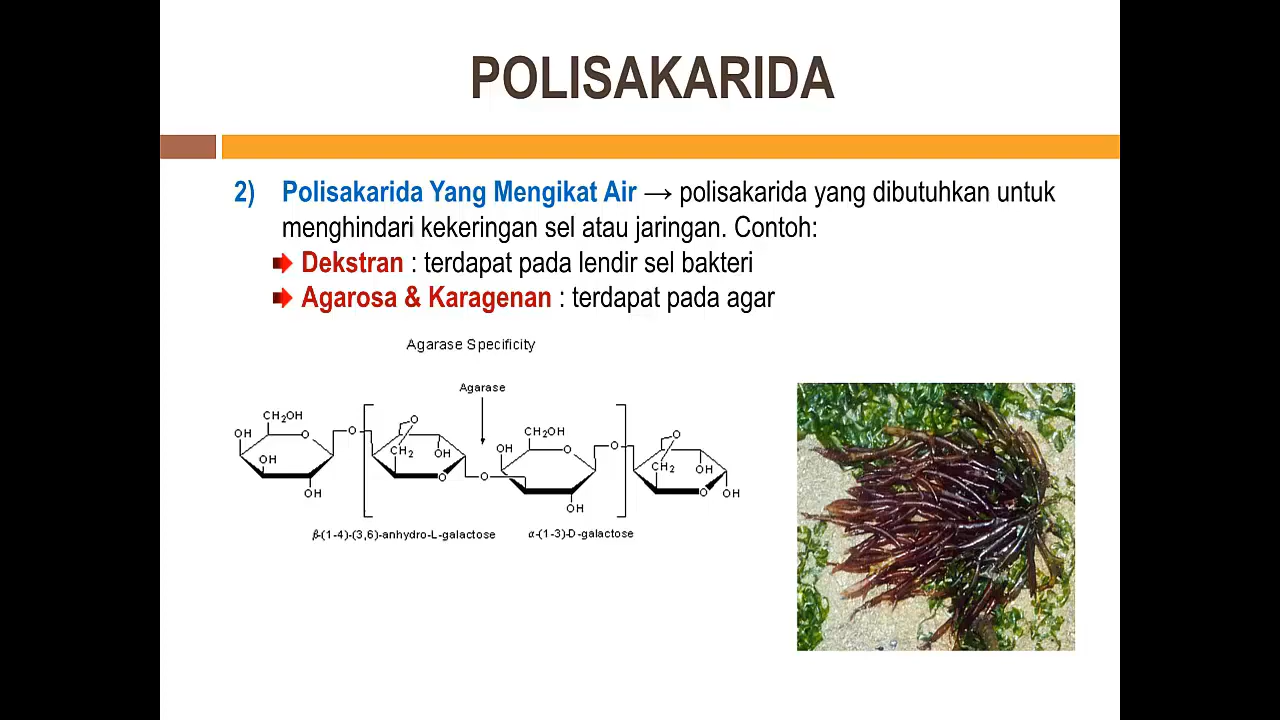 POLISAKARIDA
2) Polisakarida Yang Mengikat Air → polisakarida yang dibutuhkan untuk
menghindari kekeringan sel atau jaringan. Contoh:
Dekstran : terdapat pada lendir sel bakteri
Agarosa & Karagenan : terdapat pada agar
Agarase Specificity
Agarase
CH₂OH
OH
O
OH
OH
O
O
CH₂
OH
O
O
CH₂OH
OH
O
OH
O
O
CH₂
OH
O
OH
β-(1-4)-(3,6)-anhydro-L-galactose
α-(1-3)-D-galactose